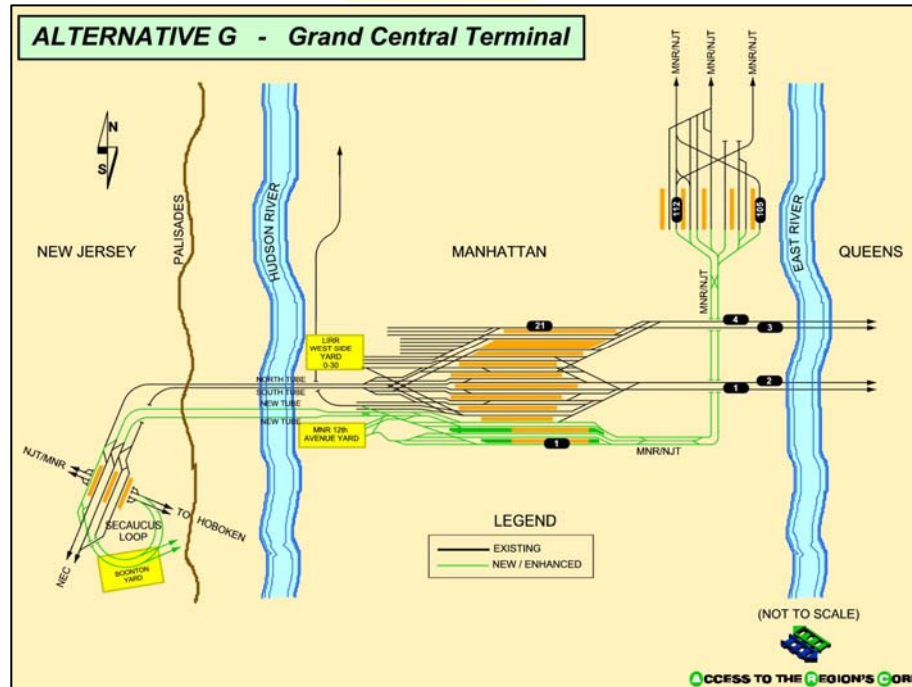 ALTERNATIVE G - Grand Central Terminal
MNR/NJT
MNR/NJT
MNR/NJT
N
S
PALISADES
HUDSON RIVER
EAST RIVER
112
105
NEW JERSEY
MANHATTAN
QUEENS
MNR/NJT
21
4
3
LIRR
WEST SIDE
YARD
0-30
NORTH TUBE
SOUTH TUBE
2
1
NEW TUBE
NEW TUBE
MNR 12th
AVENUE YARD
1
MNR/NJT
NJT/MNR
TO HOBOKEN
SECAUCUS
LOOP
BOONTON
YARD
NEC
LEGEND
EXISTING
NEW / ENHANCED
(NOT TO SCALE)
ACCESS TO THE REGION'S COR